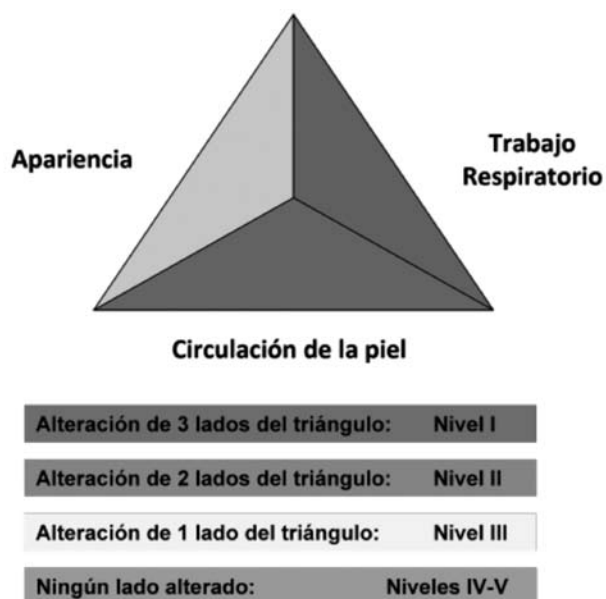 Apariencia
Trabajo
Respiratorio
Circulación de la piel
Alteración de 3 lados del triángulo: Nivel I
Alteración de 2 lados del triángulo: Nivel II
Alteración de 1 lado del triángulo: Nivel III
Ningún lado alterado: Niveles IV-V